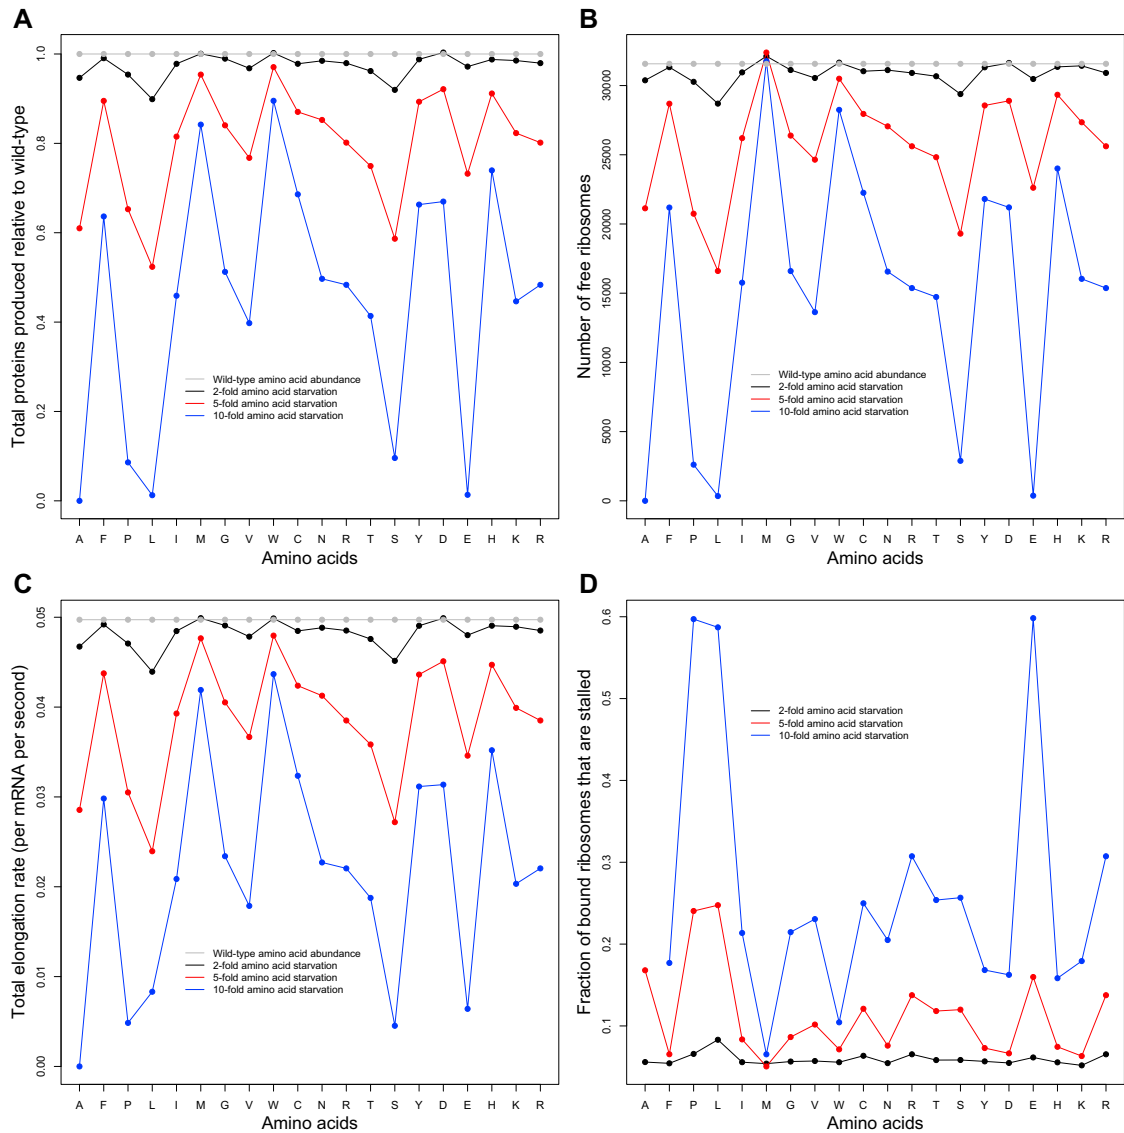 A
Total proteins produced relative to wild-type
1.0
0.8
0.6
0.4
0.2
0.0
Wild-type amino acid abundance
2-fold amino acid starvation
5-fold amino acid starvation
10-fold amino acid starvation
A F P L I M G V W C N R T S Y D E H K R
Amino acids
B
Number of free ribosomes
30000
25000
20000
15000
10000
5000
0
Wild-type amino acid abundance
2-fold amino acid starvation
5-fold amino acid starvation
10-fold amino acid starvation
A F P L I M G V W C N R T S Y D E H K R
Amino acids
C
Total elongation rate (per mRNA per second)
0.05
0.04
0.03
0.02
0.01
0.00
Wild-type amino acid abundance
2-fold amino acid starvation
5-fold amino acid starvation
10-fold amino acid starvation
A F P L I M G V W C N R T S Y D E H K R
Amino acids
D
Fraction of bound ribosomes that are stalled
0.6
0.5
0.4
0.3
0.2
0.1
2-fold amino acid starvation
5-fold amino acid starvation
10-fold amino acid starvation
A F P L I M G V W C N R T S Y D E H K R
Amino acids